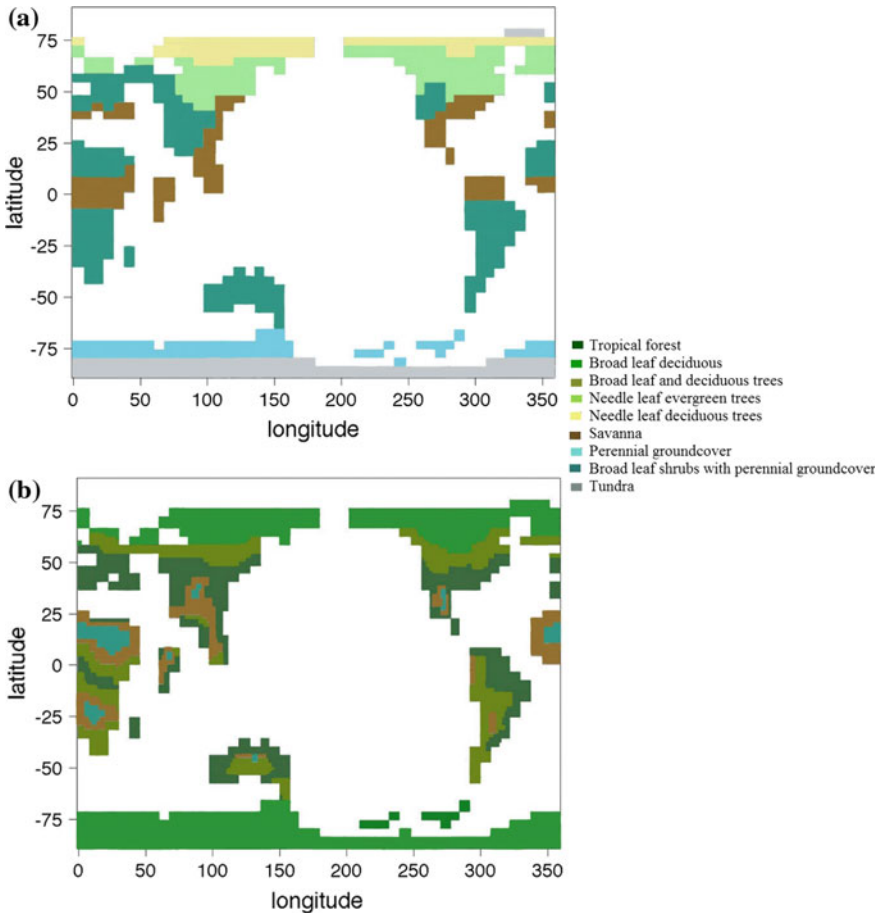 (a)
75
50
25
0
-25
-50
-75
latitude
0 50 100 150 200 250 300 350
longitude
Tropical forest
Broad leaf deciduous
Broad leaf and deciduous trees
Needle leaf evergreen trees
Needle leaf deciduous trees
Savanna
Perennial groundcover
Broad leaf shrubs with perennial groundcover
Tundra
(b)
75
50
25
0
-25
-50
-75
latitude
0 50 100 150 200 250 300 350
longitude